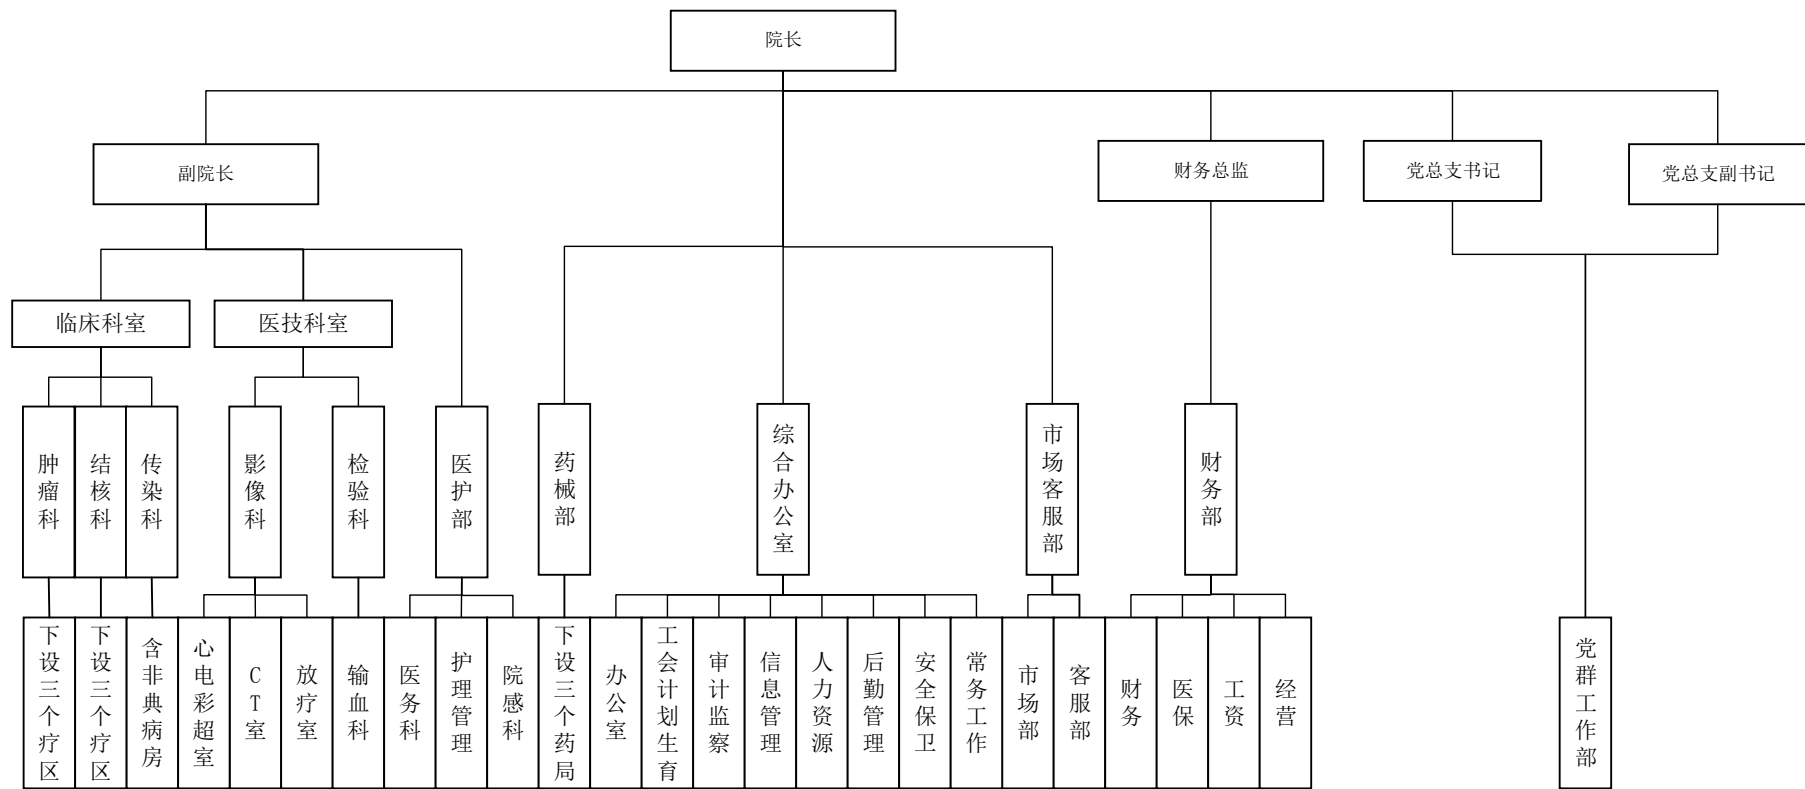 院长
副院长
财务总监
党总支书记
党总支副书记
临床科室
医技科室
肿瘤科
结核科
传染科
影像科
检验科
医护部
药械部
综合办公室
市场客服部
财务部
下设三个疗区
下设三个疗区
含非典病房
心电彩超室
CT室
放疗室
输血科
医务科
护理管理
院感科
下设三个药局
办公室
工会计划生育
审计监察
信息管理
人力资源
后勤管理
安全保卫
常务工作
市场部
客服部
财务
医保
工资
经营
党群工作部